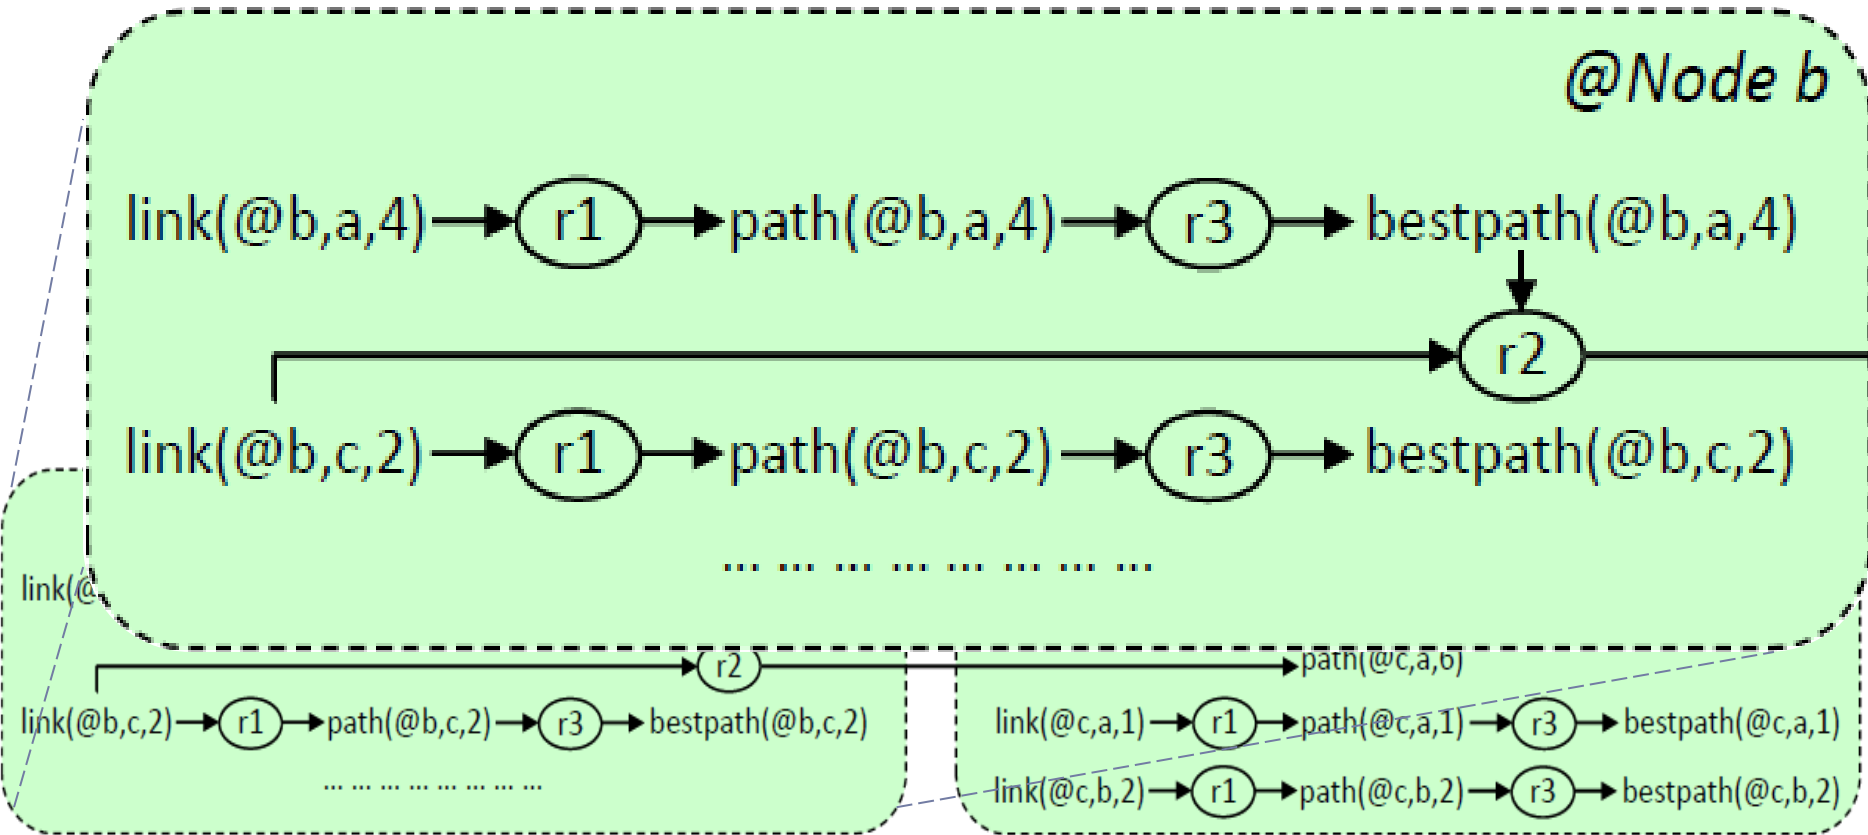 @Node b
link(@b,a,4) r1 path(@b,a,4) r3 bestpath(@b,a,4)
r2
link(@b,c,2) r1 path(@b,c,2) r3 bestpath(@b,c,2)
... ... ... ... ... ... ... ...
link(@
r2 path(@c,a,6)
link(@b,c,2) r1 path(@b,c,2) r3 bestpath(@b,c,2)
... ... ... ... ... ... ... ...
link(@c,a,1) r1 path(@c,a,1) r3 bestpath(@c,a,1)
link(@c,b,2) r1 path(@c,b,2) r3 bestpath(@c,b,2)